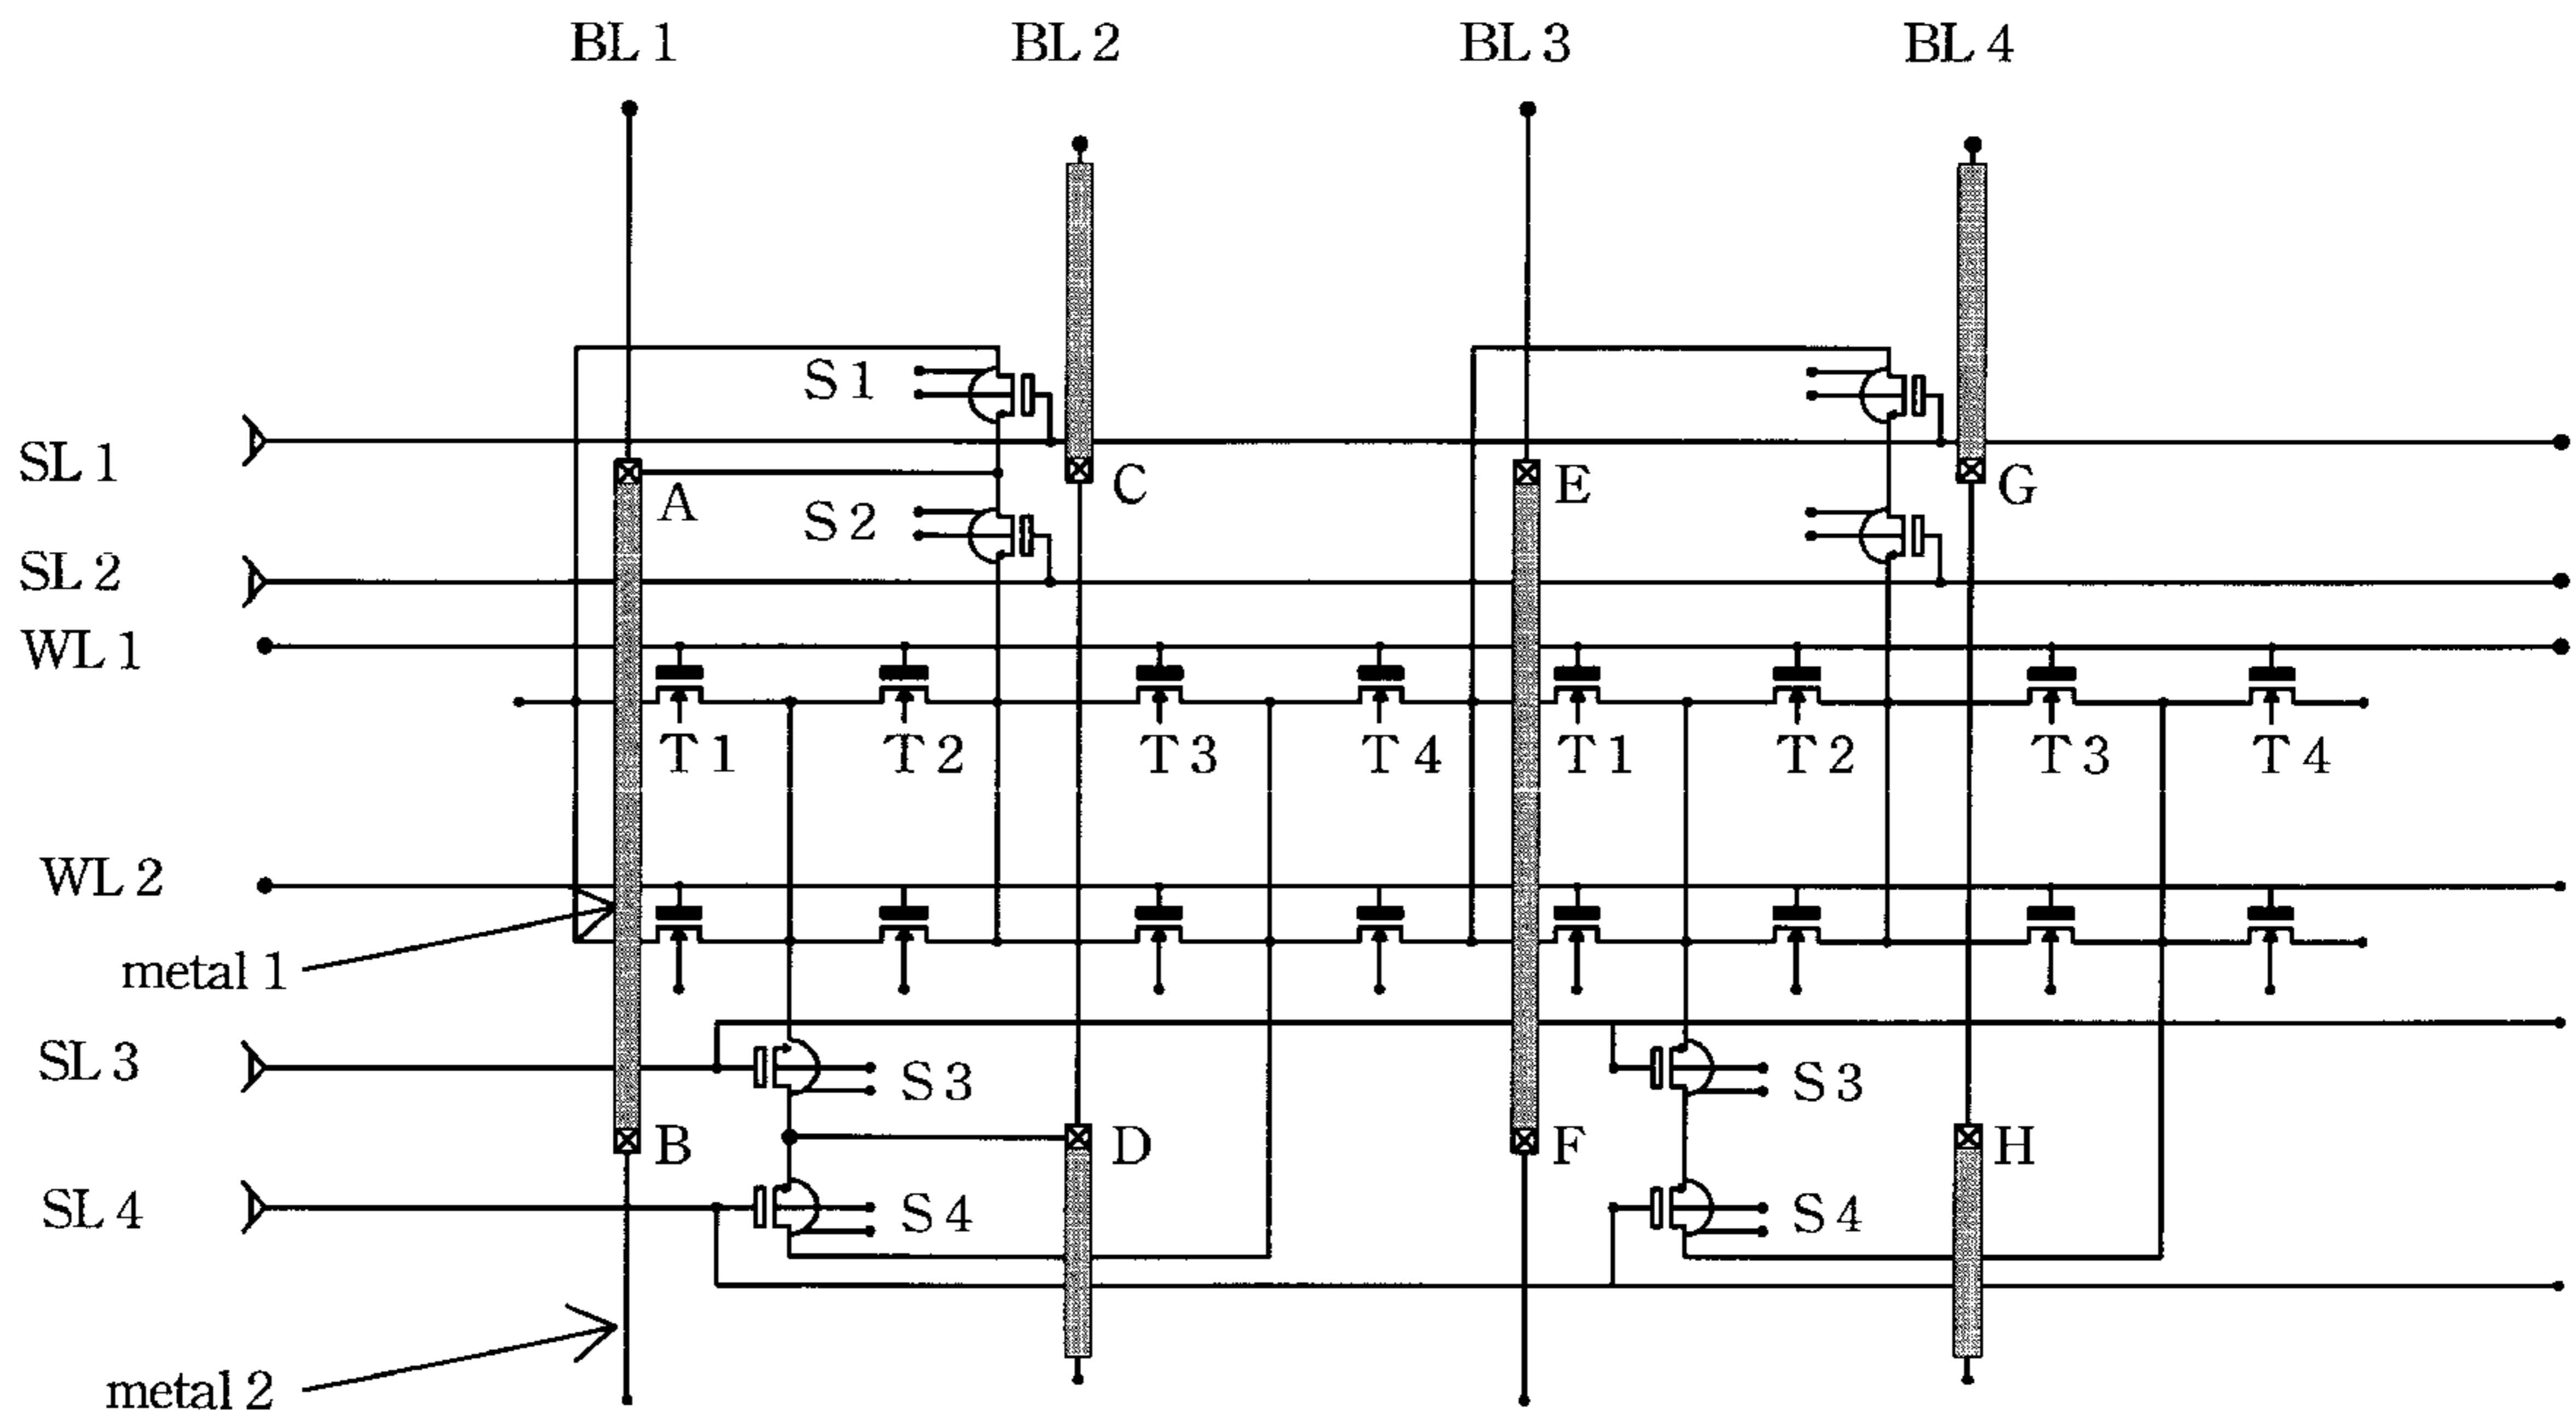 BL 1 BL 2 BL 3 BL 4
S 1
SL 1 A C E G
S 2
SL 2
WL 1
T 1 T 2 T 3 T 4 T 1 T 2 T 3 T 4
WL 2
metal 1
SL 3 S 3 S 3
B D F H
SL 4 S 4 S 4
metal 2